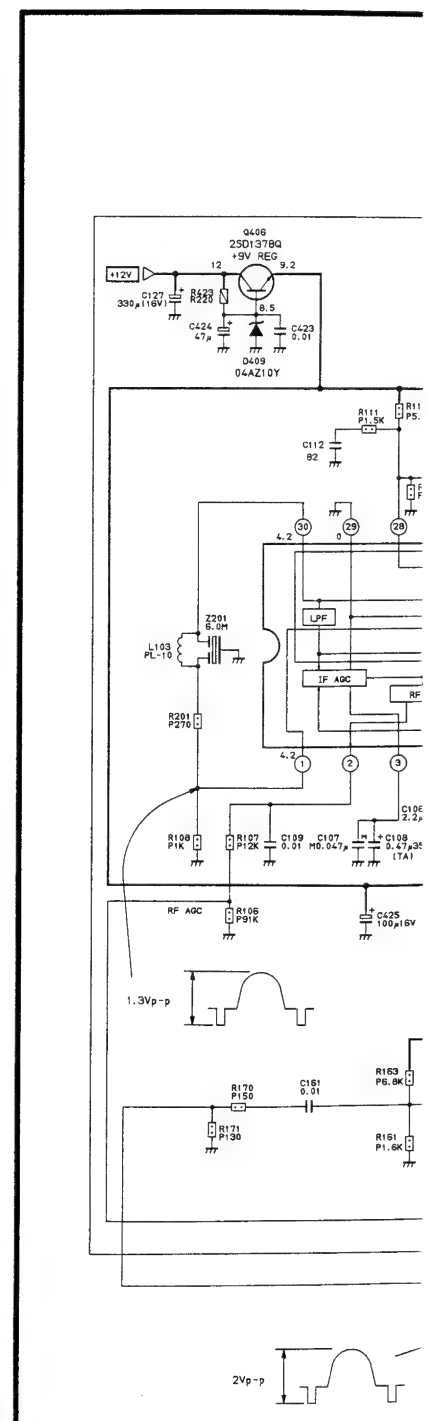 Q406
2SD1378Q
+9V REG
+12V
12
9.2
C127
330μ(16V)
R423
R220
8.5
C424
47μ
C423
0.01
D409
04AZ10Y
R111
P1.5K
C112
82
30
29
28
4.2
0
LPF
Z201
6.0M
L103
PL-10
IF AGC
RF
R201
P270
4.2
1
2
3
R108
P1K
R107
P12K
C109
0.01
C107
M0.047μ
M
C108
0.47μ35
(TA)
2.2μ
RF AGC
R106
P91K
C425
100μ16V
1.3Vp-p
R163
P6.8K
R170
P150
C161
0.01
R171
P130
R161
P1.6K
2Vp-p